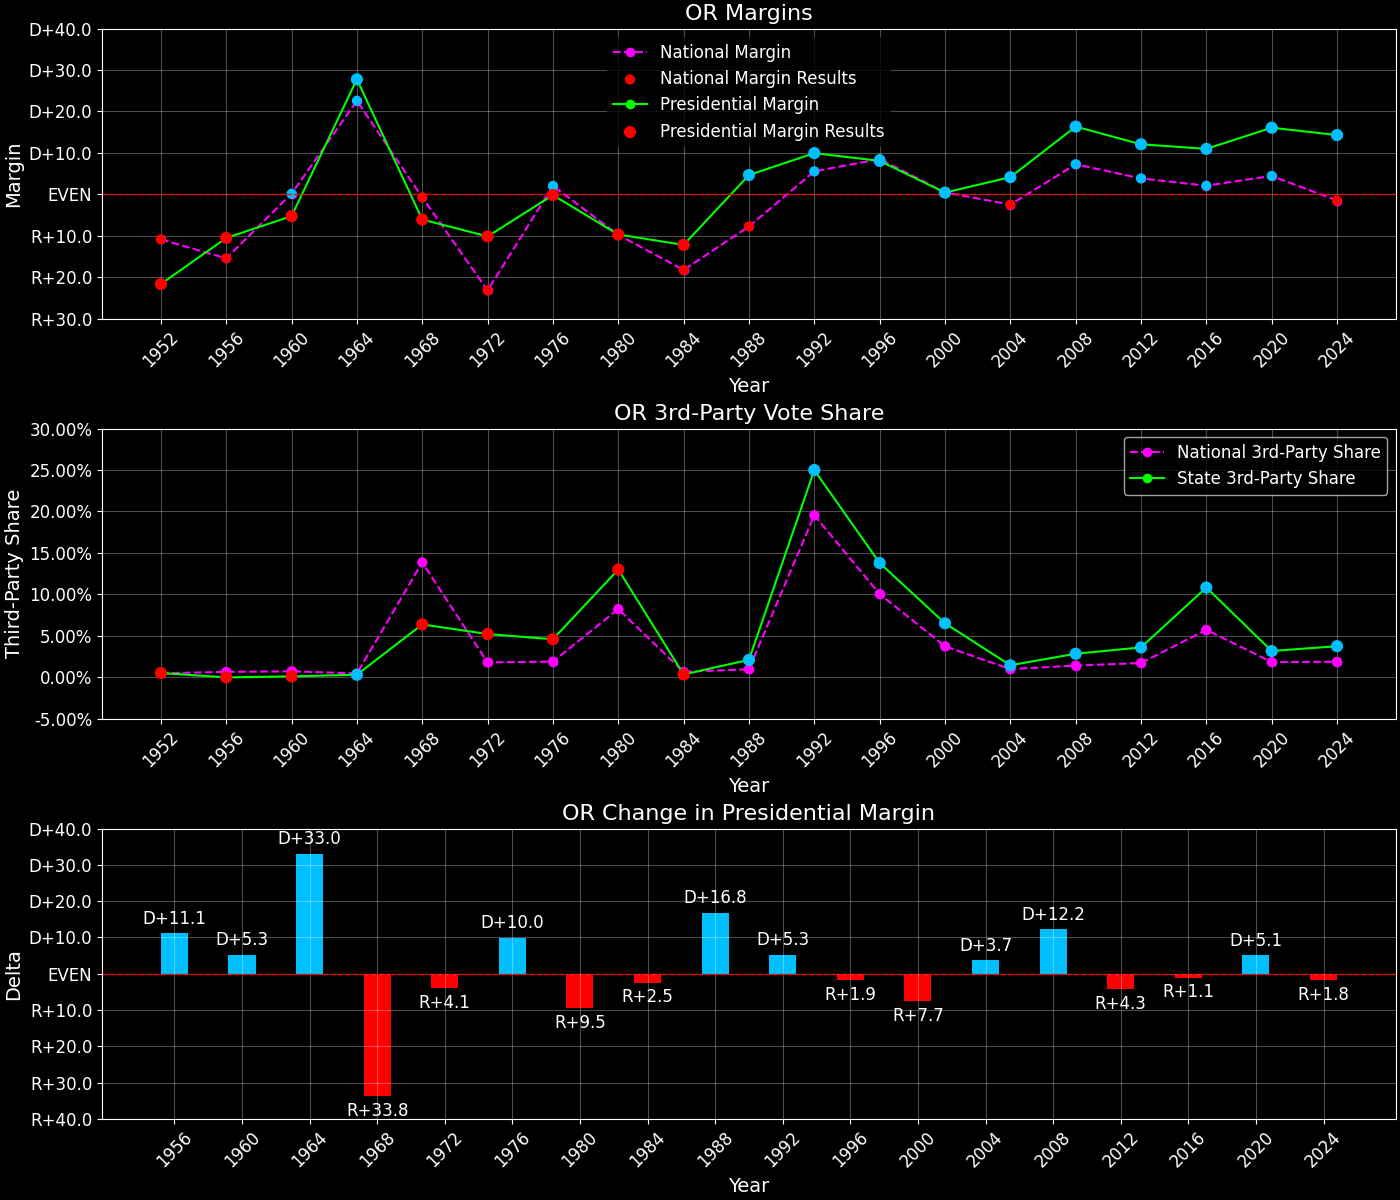 OR Margins
D+40.0
D+30.0
D+20.0
D+10.0
EVEN
R+10.0
R+20.0
R+30.0
Margin
National Margin
National Margin Results
Presidential Margin
Presidential Margin Results
1952 1956 1960 1964 1968 1972 1976 1980 1984 1988 1992 1996 2000 2004 2008 2012 2016 2020 2024
Year
OR 3rd-Party Vote Share
30.00%
25.00%
20.00%
15.00%
10.00%
5.00%
0.00%
-5.00%
Third-Party Share
National 3rd-Party Share
State 3rd-Party Share
1952 1956 1960 1964 1968 1972 1976 1980 1984 1988 1992 1996 2000 2004 2008 2012 2016 2020 2024
Year
OR Change in Presidential Margin
D+40.0
D+30.0
D+20.0
D+10.0
EVEN
R+10.0
R+20.0
R+30.0
R+40.0
Delta
D+11.1
D+5.3
D+33.0
R+33.8
R+4.1
D+10.0
R+9.5
R+2.5
D+16.8
D+5.3
R+1.9
R+7.7
D+3.7
D+12.2
R+4.3
R+1.1
D+5.1
R+1.8
1956 1960 1964 1968 1972 1976 1980 1984 1988 1992 1996 2000 2004 2008 2012 2016 2020 2024
Year